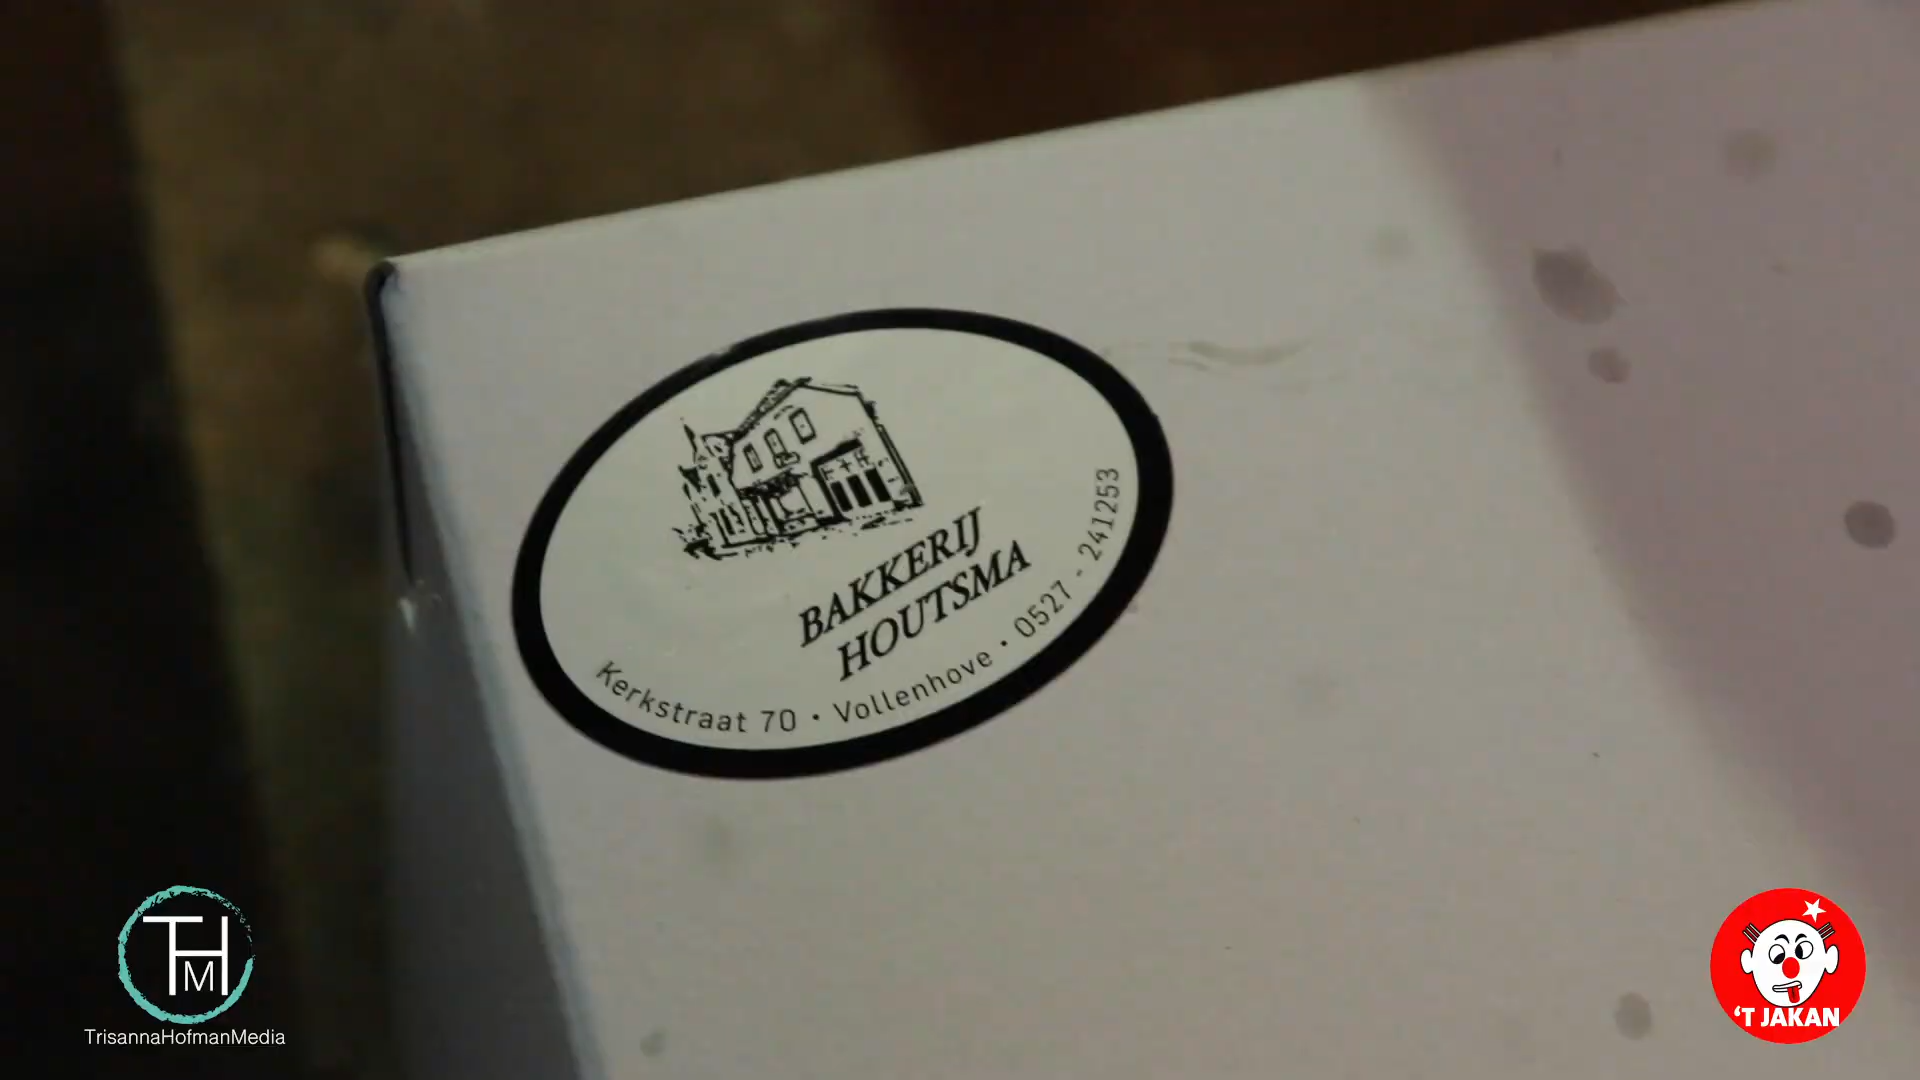 BAKKERIJ
HOUTSMA
Kerkstraat 70 • Vollenhove • 0527 - 241253
THM
TrisannaHofmanMedia
'T JAKAN